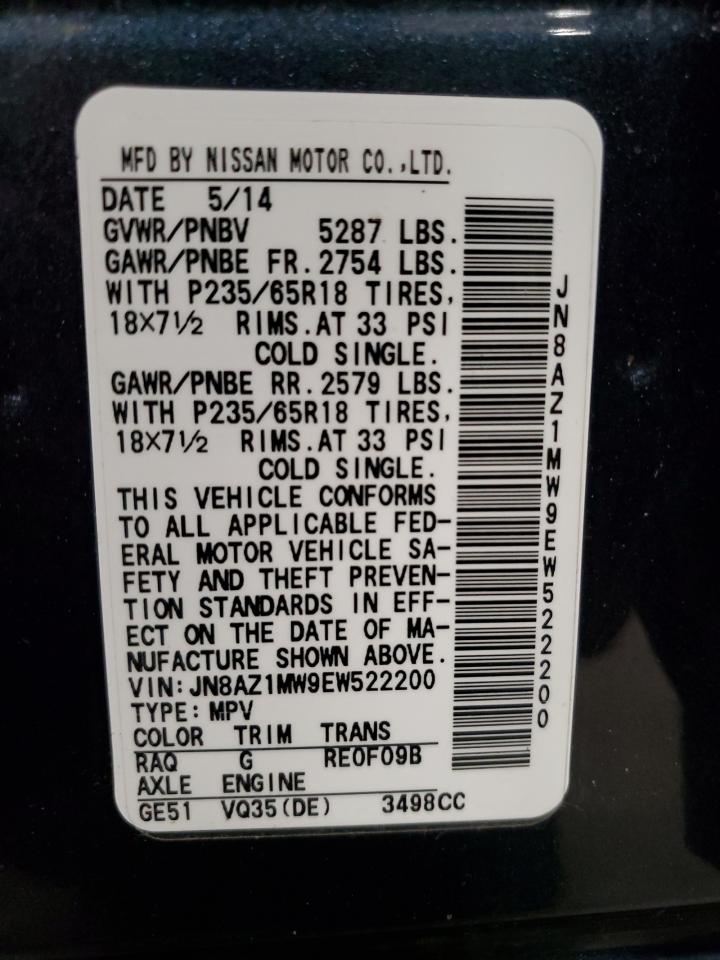 MFD BY NISSAN MOTOR CO.,LTD.
DATE 5/14
GVWR/PNBV 5287 LBS.
GAWR/PNBE FR. 2754 LBS.
WITH P235/65R18 TIRES,
18×7½ RIMS. AT 33 PSI
COLD SINGLE.
GAWR/PNBE RR. 2579 LBS.
WITH P235/65R18 TIRES,
18×7½ RIMS. AT 33 PSI
COLD SINGLE.
THIS VEHICLE CONFORMS
TO ALL APPLICABLE FED-
ERAL MOTOR VEHICLE SA-
FETY AND THEFT PREVEN-
TION STANDARDS IN EFF-
ECT ON THE DATE OF MA-
NUFACTURE SHOWN ABOVE.
VIN: JN8AZ1MW9EW522200
TYPE: MPV
COLOR TRIM TRANS
RAQ G RE0F09B
AXLE ENGINE
GE51 VQ35(DE) 3498CC
JN8AZ1MW9EW522200